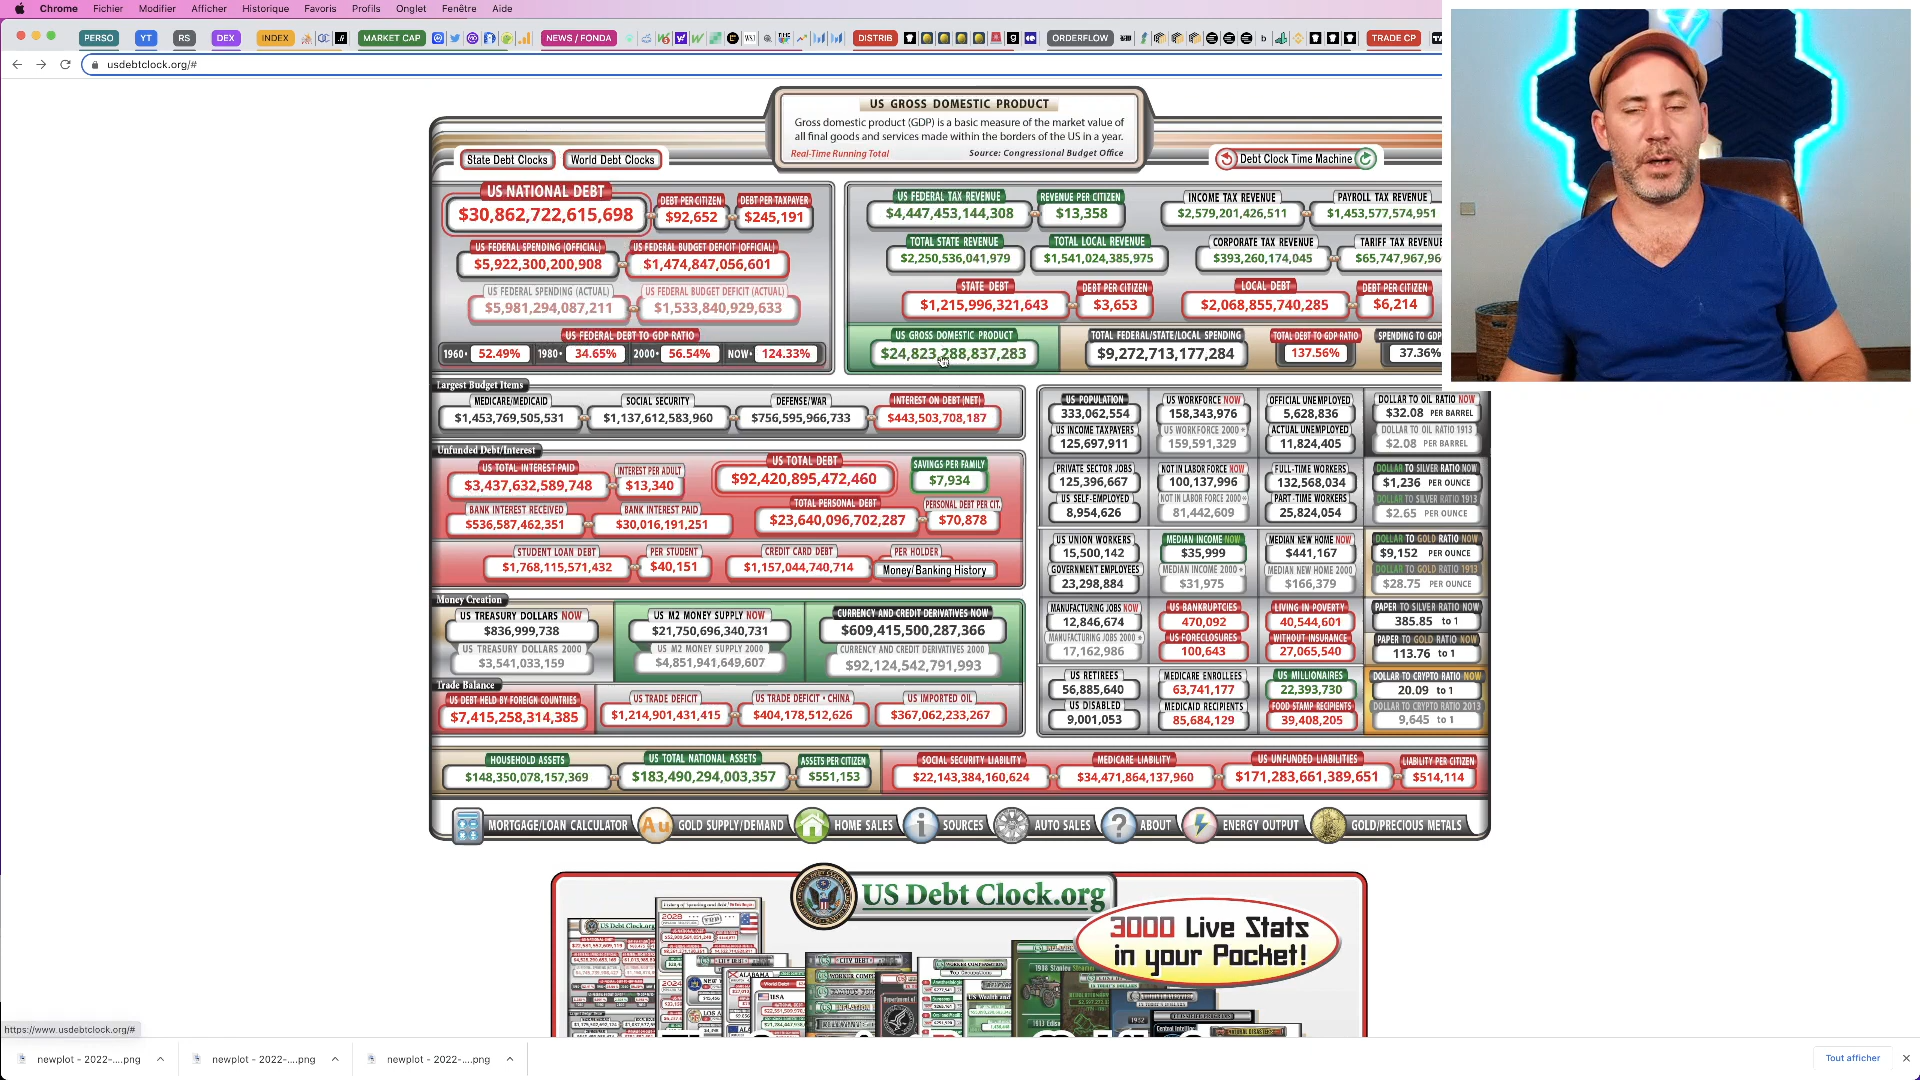 Chrome Fichier Modifier Afficher Historique Favoris Profils Onglet Fenêtre Aide
PERSO YT RS DEX INDEX MARKET CAP NEWS / FONDA DISTRIB ORDERFLOW TRADE CP
usdebtclock.org/#
US GROSS DOMESTIC PRODUCT
Gross domestic product (GDP) is a basic measure of the market value of
all final goods and services made within the borders of the US in a year.
Real-Time Running Total Source: Congressional Budget Office
State Debt Clocks World Debt Clocks Debt Clock Time Machine
US NATIONAL DEBT DEBT PER CITIZEN DEBT PER TAXPAYER
$30,862,722,615,698 $92,652 $245,191
US FEDERAL SPENDING (OFFICIAL) US FEDERAL BUDGET DEFICIT (OFFICIAL)
$5,922,300,200,908 $1,474,847,056,601
US FEDERAL SPENDING (ACTUAL) US FEDERAL BUDGET DEFICIT (ACTUAL)
$5,981,294,087,211 $1,533,840,929,633
US FEDERAL DEBT TO GDP RATIO
1960• 52.49% 1980• 34.65% 2000• 56.54% NOW• 124.33%
US FEDERAL TAX REVENUE REVENUE PER CITIZEN INCOME TAX REVENUE PAYROLL TAX REVENUE
$4,447,453,144,308 $13,358 $2,579,201,426,511 $1,453,577,574,951
TOTAL STATE REVENUE TOTAL LOCAL REVENUE CORPORATE TAX REVENUE TARIFF TAX REVENU
$2,250,536,041,979 $1,541,024,385,975 $393,260,174,045 $65,747,967,96
STATE DEBT DEBT PER CITIZEN LOCAL DEBT DEBT PER CITIZEN
$1,215,996,321,643 $3,653 $2,068,855,740,285 $6,214
US GROSS DOMESTIC PRODUCT TOTAL FEDERAL/STATE/LOCAL SPENDING TOTAL DEBT TO GDP RATIO SPENDING TO GDP
$24,823,288,837,283 $9,272,713,177,284 137.56% 37.36%
Largest Budget Items
MEDICARE/MEDICAID SOCIAL SECURITY DEFENSE/WAR INTEREST ON DEBT (NET)
$1,453,769,505,531 $1,137,612,583,960 $756,595,966,733 $443,503,708,187
Unfunded Debt/Interest
US TOTAL INTEREST PAID INTEREST PER ADULT US TOTAL DEBT SAVINGS PER FAMILY
$3,437,632,589,748 $13,340 $92,420,895,472,460 $7,934
BANK INTEREST RECEIVED BANK INTEREST PAID TOTAL PERSONAL DEBT PERSONAL DEBT PER CIT.
$536,587,462,351 $30,016,191,251 $23,640,096,702,287 $70,878
STUDENT LOAN DEBT PER STUDENT CREDIT CARD DEBT PER HOLDER
$1,768,115,571,432 $40,151 $1,157,044,740,714 Money/Banking History
Money Creation
US TREASURY DOLLARS NOW US M2 MONEY SUPPLY NOW CURRENCY AND CREDIT DERIVATIVES NOW
$836,999,738 $21,750,696,340,731 $609,415,500,287,366
US TREASURY DOLLARS 2000 US M2 MONEY SUPPLY 2000 CURRENCY AND CREDIT DERIVATIVES 2000
$3,541,033,159 $4,851,941,649,607 $92,124,542,791,993
Trade Balance
US DEBT HELD BY FOREIGN COUNTRIES US TRADE DEFICIT US TRADE DEFICIT • CHINA US IMPORTED OIL
$7,415,258,314,385 $1,214,901,431,415 $404,178,512,626 $367,062,233,267
US POPULATION US WORKFORCE NOW OFFICIAL UNEMPLOYED DOLLAR TO OIL RATIO NOW
333,062,554 158,343,976 5,628,836 $32.08 PER BARREL
US INCOME TAXPAYERS US WORKFORCE 2000 ACTUAL UNEMPLOYED DOLLAR TO OIL RATIO 1913
125,697,911 159,591,329 11,824,405 $2.08 PER BARREL
PRIVATE SECTOR JOBS NOT IN LABOR FORCE NOW FULL-TIME WORKERS DOLLAR TO SILVER RATIO NOW
125,396,667 100,137,996 132,568,034 $1,236 PER OUNCE
US SELF-EMPLOYED NOT IN LABOR FORCE 2000 PART-TIME WORKERS DOLLAR TO SILVER RATIO 1913
8,954,626 81,442,609 25,824,054 $2.65 PER OUNCE
US UNION WORKERS MEDIAN INCOME NOW MEDIAN NEW HOME NOW DOLLAR TO GOLD RATIO NOW
15,500,142 $35,999 $441,167 $9,152 PER OUNCE
GOVERNMENT EMPLOYEES MEDIAN INCOME 2000 MEDIAN NEW HOME 2000 DOLLAR TO GOLD RATIO 1913
23,298,884 $31,975 $166,379 $28.75 PER OUNCE
MANUFACTURING JOBS NOW US BANKRUPTCIES LIVING IN POVERTY PAPER TO SILVER RATIO NOW
12,846,674 470,092 40,544,601 385.85 to 1
MANUFACTURING JOBS 2000 US FORECLOSURES WITHOUT INSURANCE PAPER TO GOLD RATIO NOW
17,162,986 100,643 27,065,540 113.76 to 1
US RETIREES MEDICARE ENROLLEES US MILLIONAIRES DOLLAR TO CRYPTO RATIO NOW
56,885,640 63,741,177 22,393,730 20.09 to 1
US DISABLED MEDICAID RECIPIENTS FOOD STAMP RECIPIENTS DOLLAR TO CRYPTO RATIO 2013
9,001,053 85,684,129 39,408,205 9,645 to 1
HOUSEHOLD ASSETS US TOTAL NATIONAL ASSETS ASSETS PER CITIZEN SOCIAL SECURITY LIABILITY MEDICARE LIABILITY US UNFUNDED LIABILITIES LIABILITY PER CITIZEN
$148,350,078,157,369 $183,490,294,003,357 $551,153 $22,143,384,160,624 $34,471,864,137,960 $171,283,661,389,651 $514,114
MORTGAGE/LOAN CALCULATOR Au GOLD SUPPLY/DEMAND HOME SALES SOURCES AUTO SALES ABOUT ENERGY OUTPUT GOLD/PRECIOUS METALS
US Debt Clock.org
3000 Live Stats
in your Pocket!
https://www.usdebtclock.org/#
newplot - 2022-....png newplot - 2022-....png newplot - 2022-....png Tout afficher